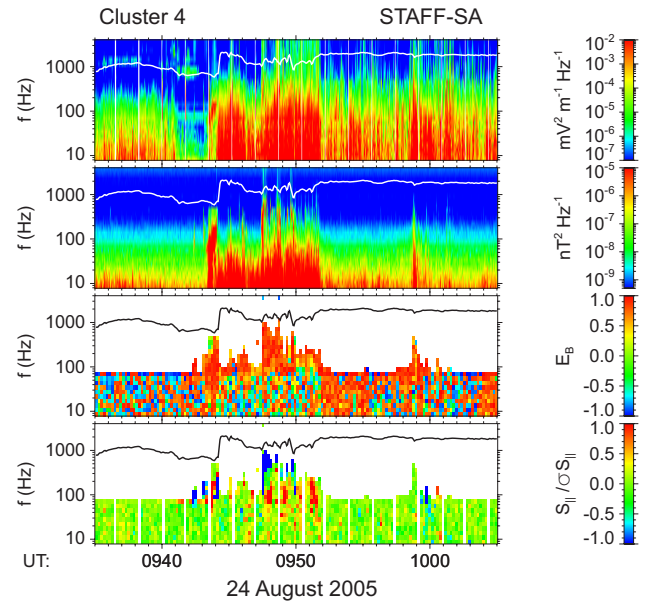 Cluster 4 STAFF-SA
f (Hz) 1000 100 10
10⁻² 10⁻³ 10⁻⁴ 10⁻⁵ 10⁻⁶ 10⁻⁷
mV² m⁻¹ Hz⁻¹
f (Hz) 1000 100 10
10⁻⁵ 10⁻⁶ 10⁻⁷ 10⁻⁸ 10⁻⁹
nT² Hz⁻¹
f (Hz) 1000 100 10
1.0 0.5 0.0 -0.5 -1.0
E_B
f (Hz) 1000 100 10
1.0 0.5 0.0 -0.5 -1.0
S_|| /σS_||
UT: 0940 0950 1000
24 August 2005